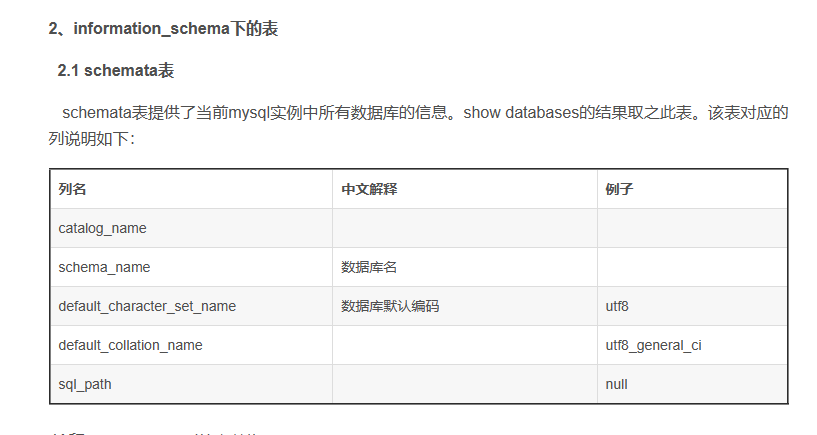 2、information_schema下的表
2.1 schemata表
schemata表提供了当前mysql实例中所有数据库的信息。show databases的结果取之此表。该表对应的
列说明如下：
列名 中文解释 例子
catalog_name
schema_name 数据库名
default_character_set_name 数据库默认编码 utf8
default_collation_name utf8_general_ci
sql_path null